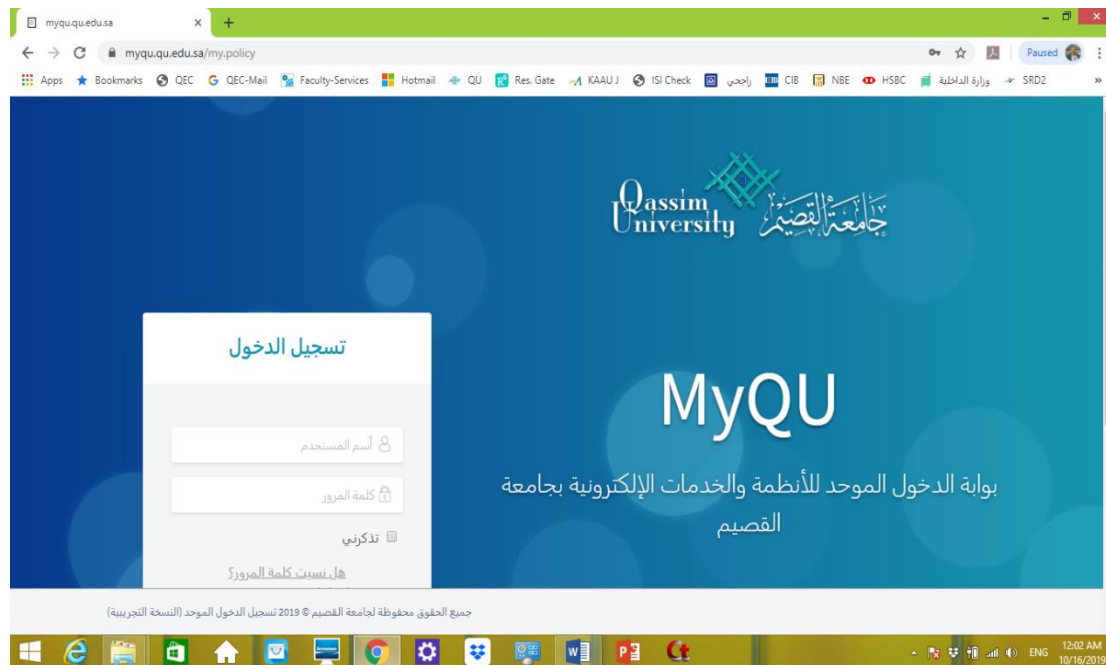 myqu.qu.edu.sa
myqu.qu.edu.sa/my.policy
Paused
Apps Bookmarks QEC QEC-Mail Faculty-Services Hotmail QU Res. Gate KAAU J ISI Check راجحي CIB NBE HSBC وزارة الداخلية SRD2 »
Qassim
University
جامعة القصيم
تسجيل الدخول
MyQU
أسم المستخدم
بوابة الدخول الموحد للأنظمة والخدمات الإلكترونية بجامعة
القصيم
كلمة المرور
تذكرني
هل نسيت كلمة المرور؟
جميع الحقوق محفوظة لجامعة القصيم © 2019 تسجيل الدخول الموحد (النسخة التجريبية)
ENG
12:02 AM
10/16/2019